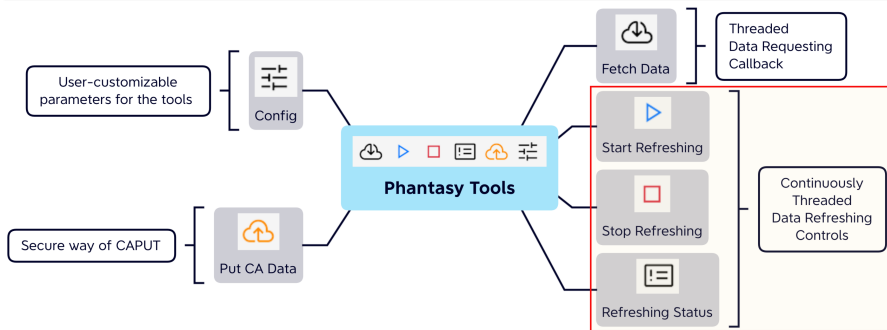 User-customizable
parameters for the tools
Config
Secure way of CAPUT
Put CA Data
Phantasy Tools
Fetch Data
Threaded
Data Requesting
Callback
Start Refreshing
Stop Refreshing
Refreshing Status
Continuously
Threaded
Data Refreshing
Controls